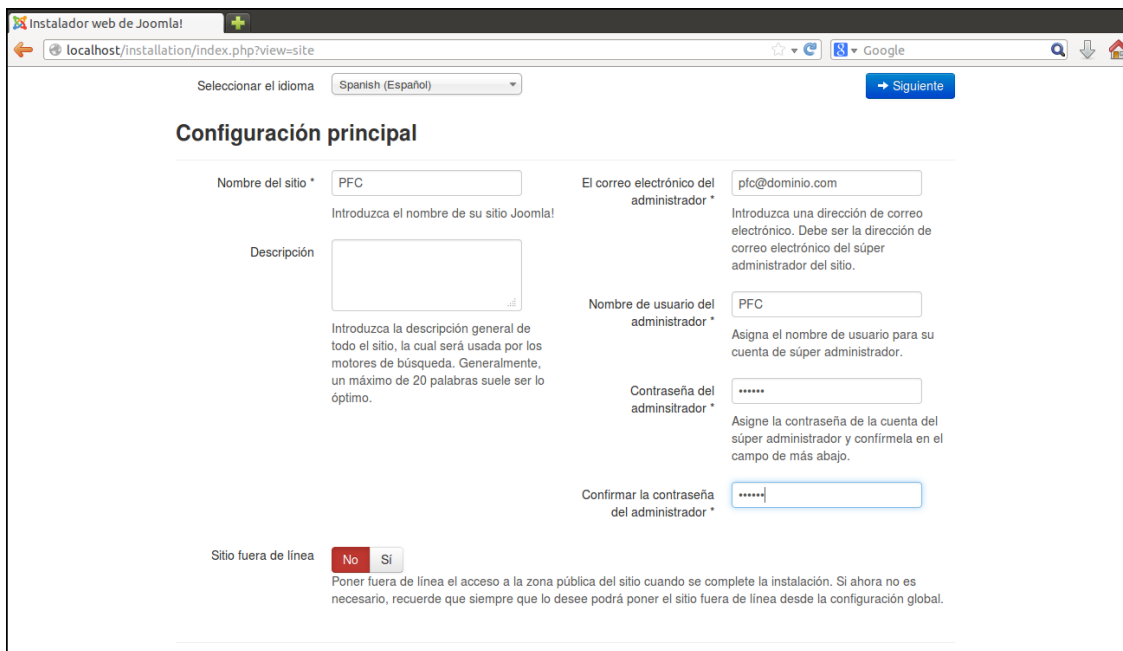 Instalador web de Joomla!
localhost/installation/index.php?view=site
Google
Seleccionar el idioma
Spanish (Español)
Siguiente
Configuración principal
Nombre del sitio *
PFC
Introduzca el nombre de su sitio Joomla!
Descripción
Introduzca la descripción general de
todo el sitio, la cual será usada por los
motores de búsqueda. Generalmente,
un máximo de 20 palabras suele ser lo
óptimo.
El correo electrónico del
administrador *
pfc@dominio.com
Introduzca una dirección de correo
electrónico. Debe ser la dirección de
correo electrónico del súper
administrador del sitio.
Nombre de usuario del
administrador *
PFC
Asigna el nombre de usuario para su
cuenta de súper administrador.
Contraseña del
adminsitrador *
••••••
Asigne la contraseña de la cuenta del
súper administrador y confírmela en el
campo de más abajo.
Confirmar la contraseña
del administrador *
••••••
Sitio fuera de línea
No
Sí
Poner fuera de línea el acceso a la zona pública del sitio cuando se complete la instalación. Si ahora no es
necesario, recuerde que siempre que lo desee podrá poner el sitio fuera de línea desde la configuración global.